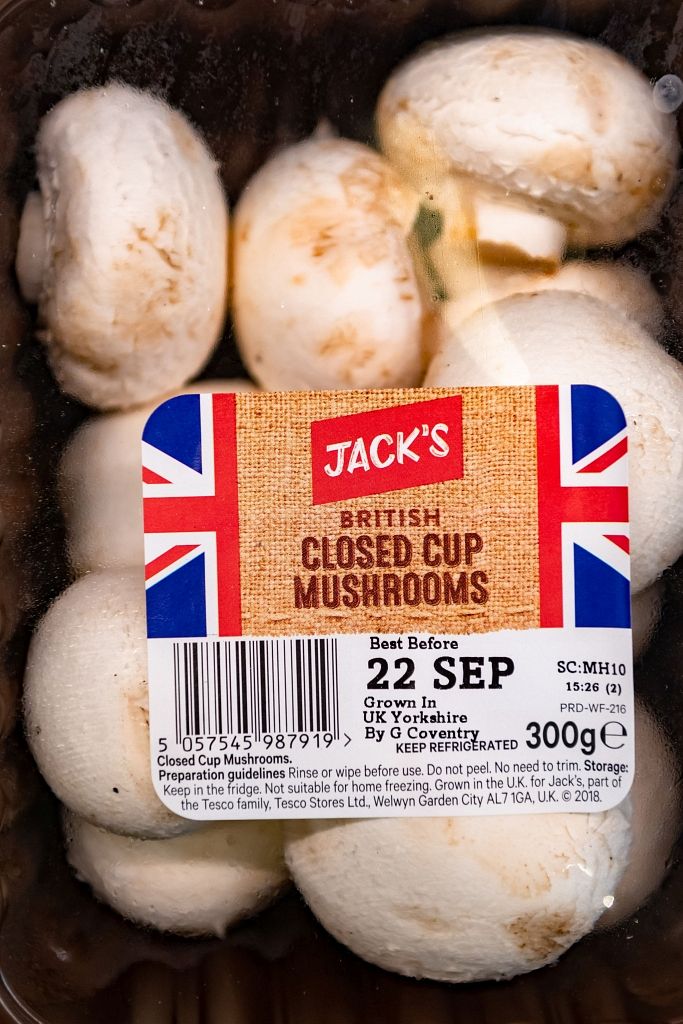 JACK'S
BRITISH
CLOSED CUP
MUSHROOMS
Best Before
22 SEP
SC:MH10
15:26 (2)
Grown In
UK Yorkshire
By G Coventry
PRD-WF-216
KEEP REFRIGERATED
300g℮
5 057545 987919 >
Closed Cup Mushrooms.
Preparation guidelines Rinse or wipe before use. Do not peel. No need to trim. Storage:
Keep in the fridge. Not suitable for home freezing. Grown in the U.K. for Jack's, part of
the Tesco family, Tesco Stores Ltd., Welwyn Garden City AL7 1GA, U.K. © 2018.